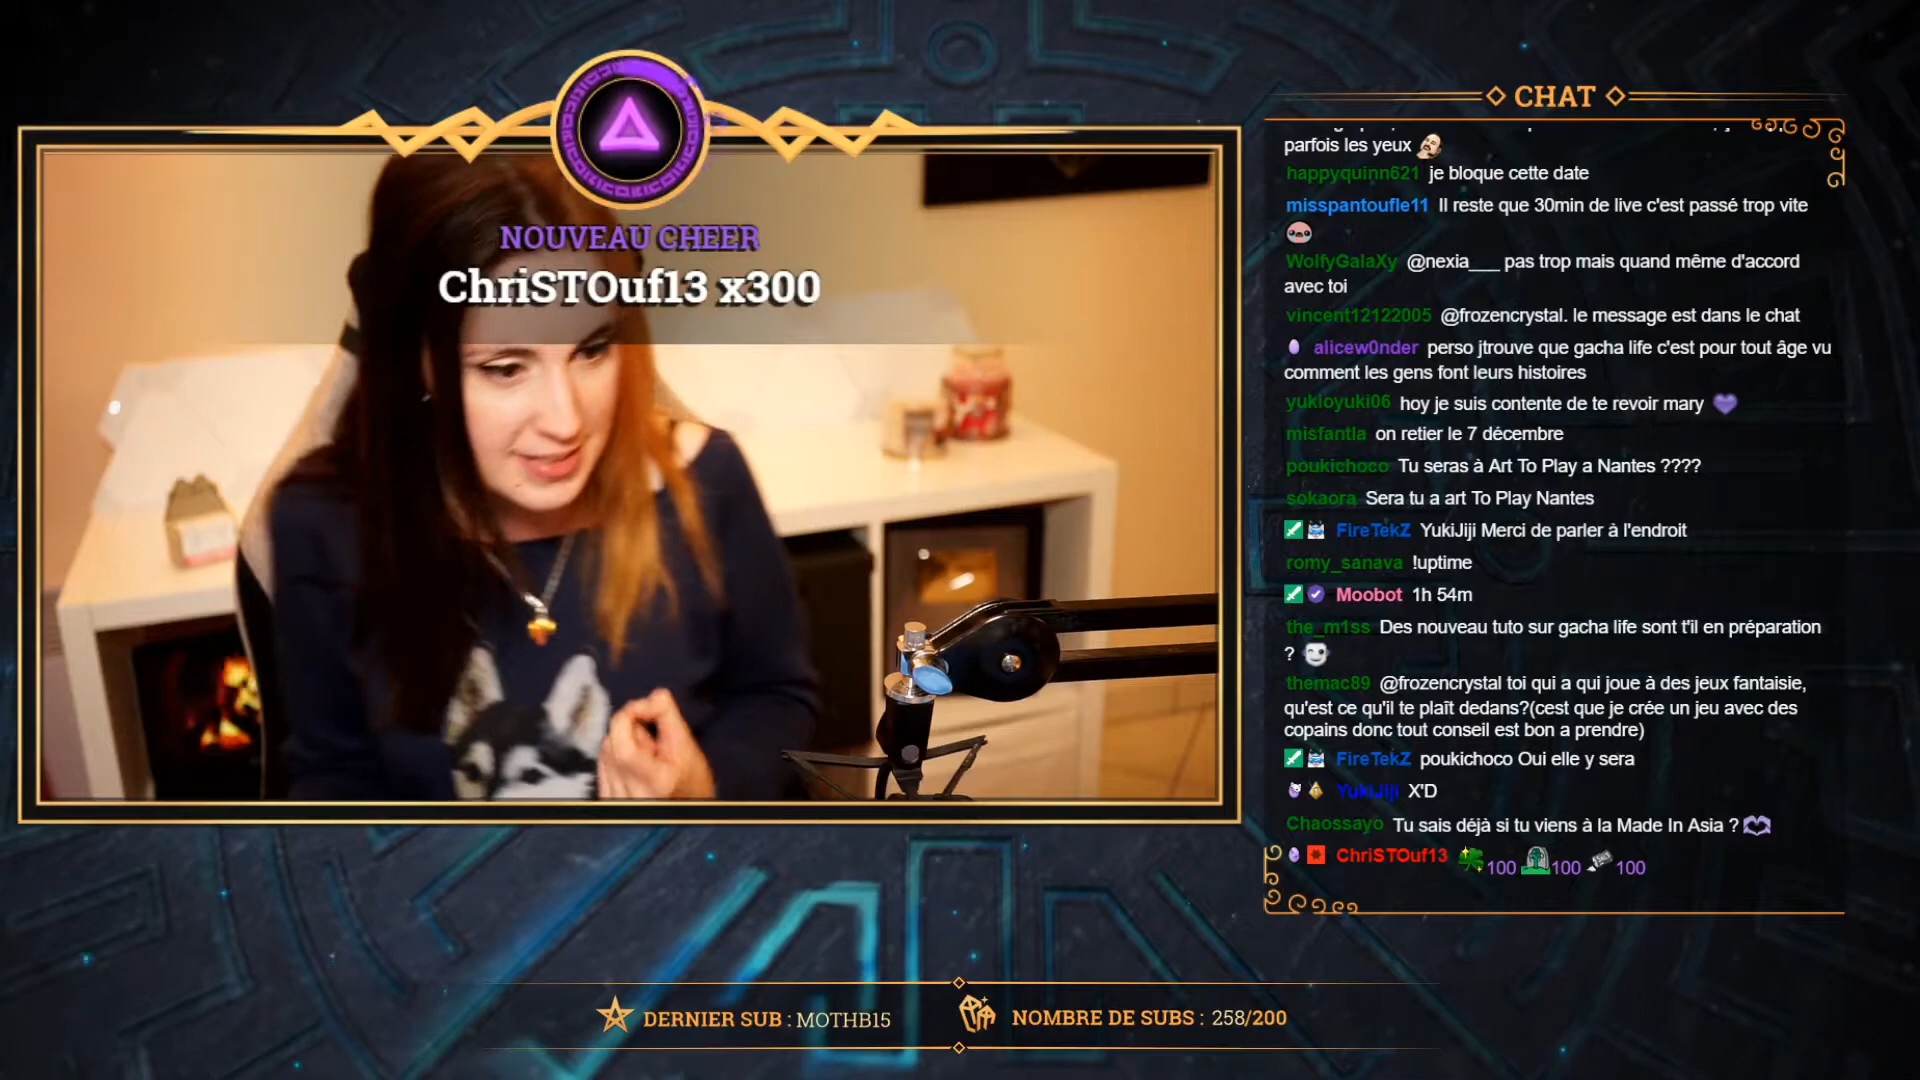 NOUVEAU CHEER
ChriSTOuf13 x300
CHAT
parfois les yeux
happyquinn621 je bloque cette date
misspantoufle11 Il reste que 30min de live c'est passé trop vite
WolfyGalaXy @nexia___ pas trop mais quand même d'accord
avec toi
vincent12122005 @frozencrystal. le message est dans le chat
alicew0nder perso jtrouve que gacha life c'est pour tout âge vu
comment les gens font leurs histoires
yukioyuki06 hoy je suis contente de te revoir mary
misfantia on retier le 7 décembre
poukichoco Tu seras à Art To Play a Nantes ????
sokaora Sera tu a art To Play Nantes
FireTekZ YukiJiji Merci de parler à l'endroit
romy_sanava !uptime
Moobot 1h 54m
the_m1ss Des nouveau tuto sur gacha life sont t'il en préparation
?
themac89 @frozencrystal toi qui a qui joue à des jeux fantaisie,
qu'est ce qu'il te plaît dedans?(cest que je crée un jeu avec des
copains donc tout conseil est bon a prendre)
FireTekZ poukichoco Oui elle y sera
YukiJiji X'D
Chaossayo Tu sais déjà si tu viens à la Made In Asia ?
ChriSTOuf13 100 100 100
DERNIER SUB : MOTHB15
NOMBRE DE SUBS : 258/200